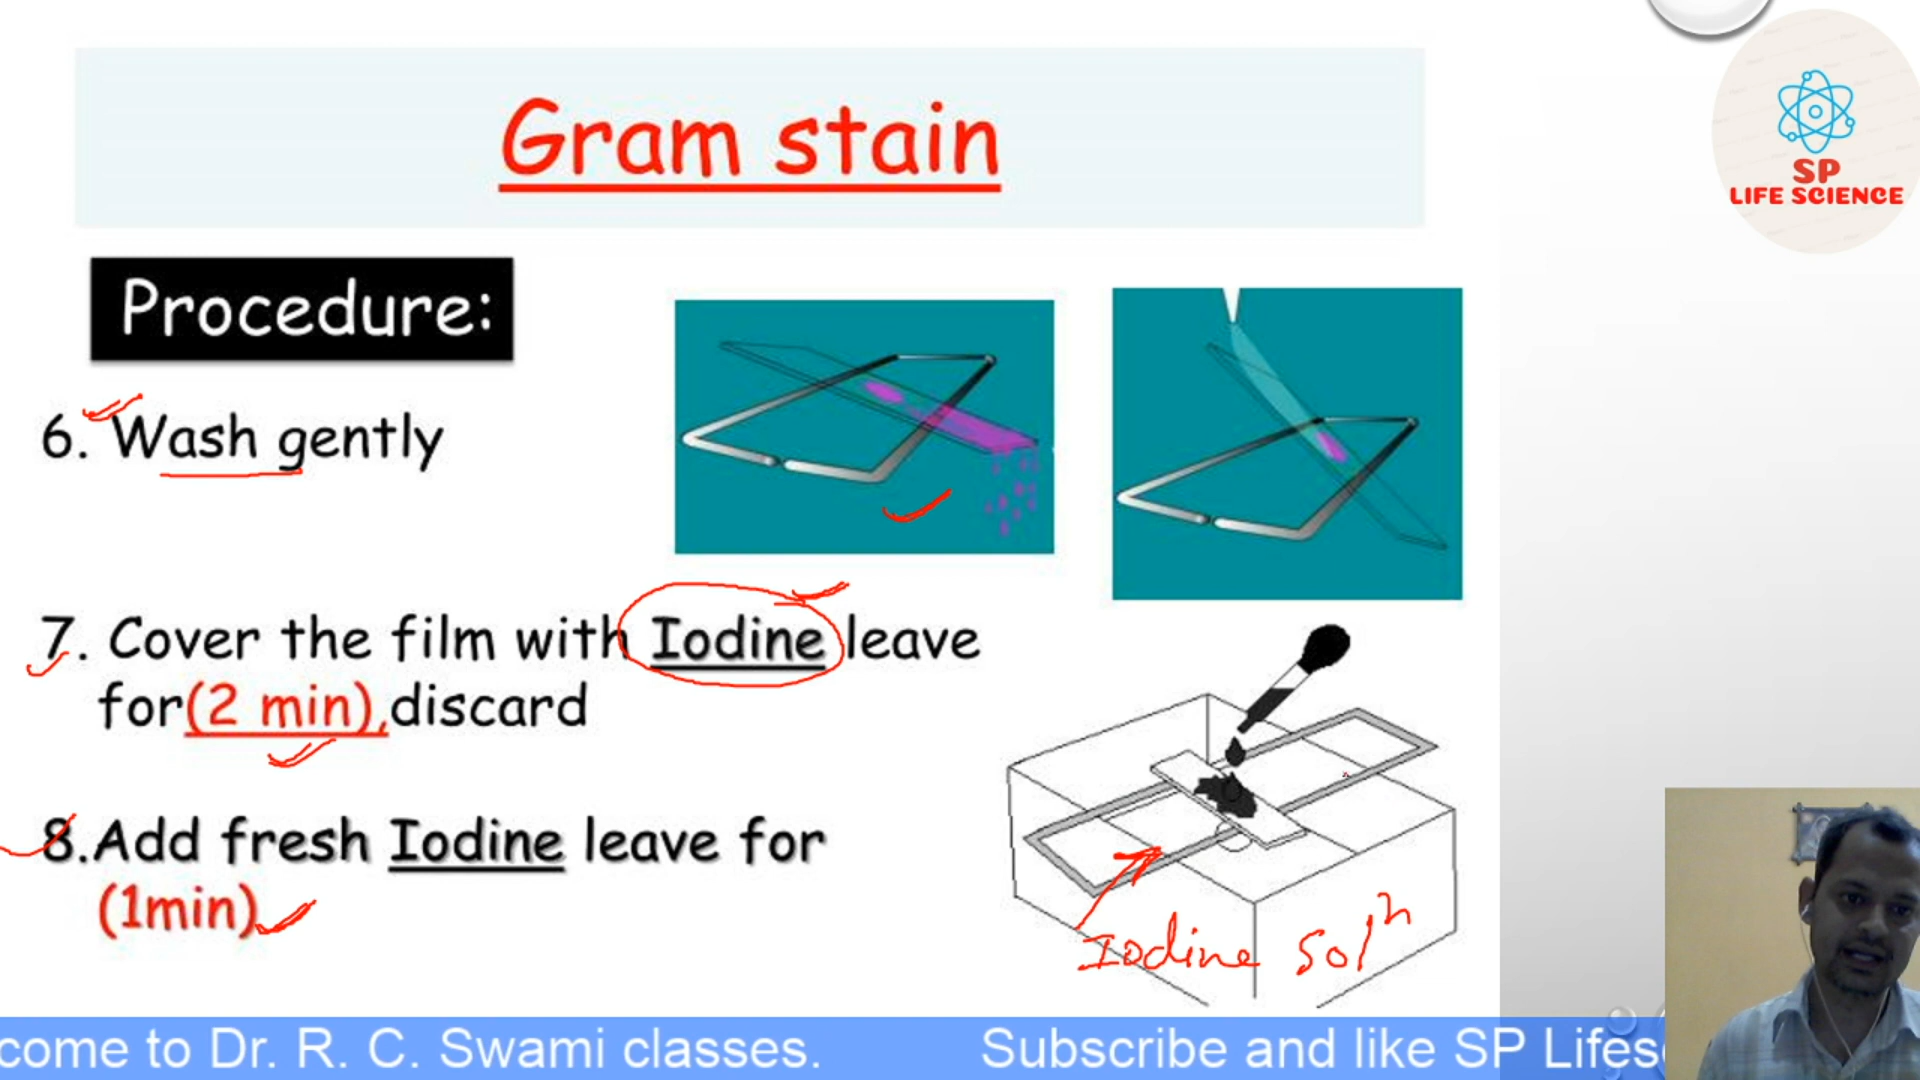 Gram stain
SP
LIFE SCIENCE
Procedure:
6. Wash gently
7. Cover the film with Iodine leave
for(2 min),discard
8.Add fresh Iodine leave for
(1min)
Iodine Solⁿ
come to Dr. R. C. Swami classes. Subscribe and like SP Lifes